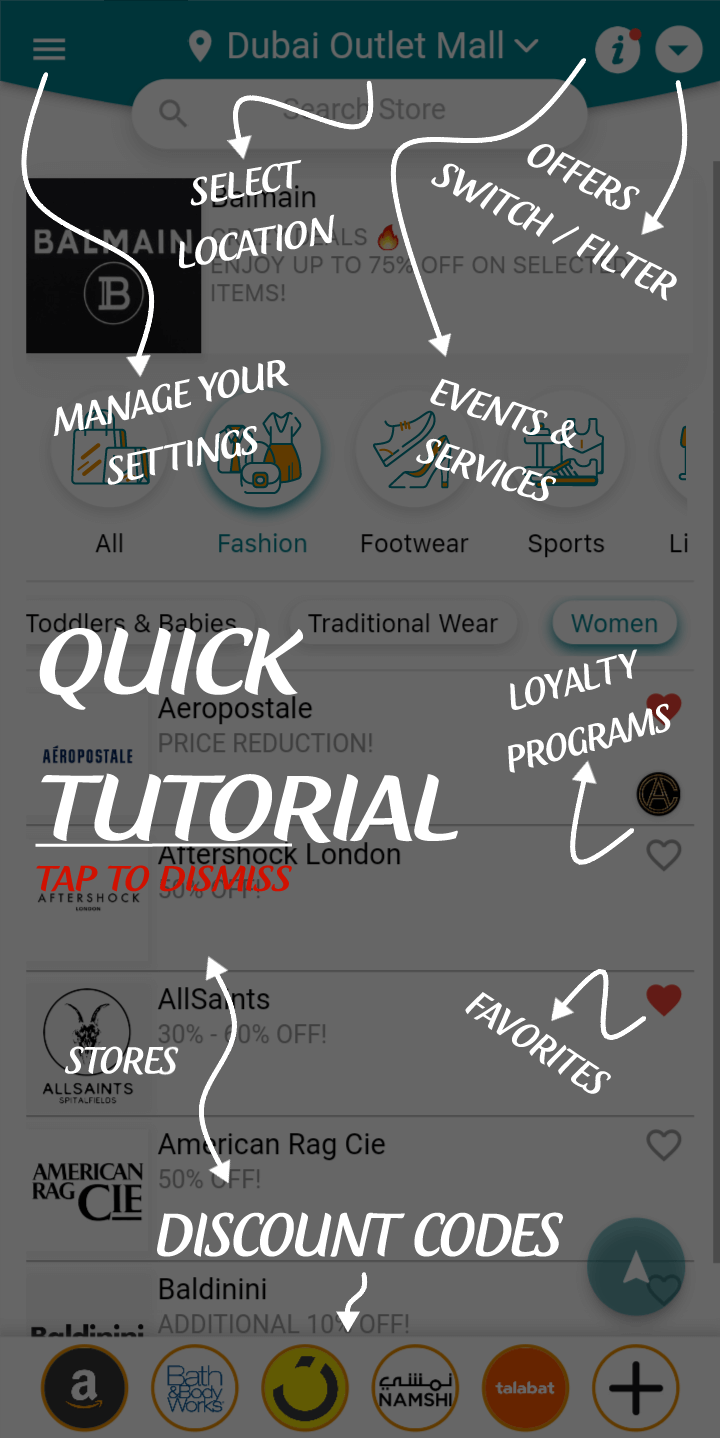 Dubai Outlet Mall
Search Store
SELECT
LOCATION
OFFERS
SWITCH / FILTER
BALMAIN
B
Balmain
CRAZY DEALS 🔥
ENJOY UP TO 75% OFF ON SELECTED
ITEMS!
MANAGE YOUR
SETTINGS
EVENTS &
SERVICES
All
Fashion
Footwear
Sports
Li
Toddlers & Babies
Traditional Wear
Women
QUICK
TUTORIAL
TAP TO DISMISS
LOYALTY
PROGRAMS
AÉROPOSTALE
Aeropostale
PRICE REDUCTION!
AFTERSHOCK
LONDON
Aftershock London
50% OFF!
ALLSAINTS
SPITALFIELDS
AllSaints
30% - 60% OFF!
STORES
FAVORITES
AMERICAN
RAG CIE
American Rag Cie
50% OFF!
DISCOUNT CODES
Baldinini
Baldinini
ADDITIONAL 10% OFF!
a
Bath
&Body
Works
نمشي
NAMSHI
talabat